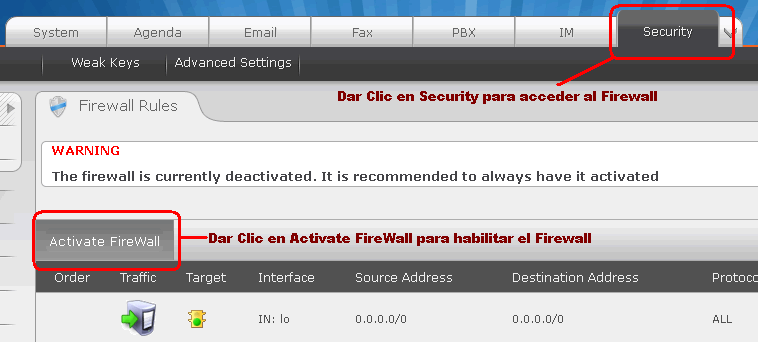 System Agenda Email Fax PBX IM Security
Weak Keys Advanced Settings
Dar Clic en Security para acceder al Firewall
Firewall Rules
WARNING
The firewall is currently deactivated. It is recommended to always have it activated
Activate FireWall
Dar Clic en Activate FireWall para habilitar el Firewall
Order Traffic Target Interface Source Address Destination Address Protoco
IN: lo 0.0.0.0/0 0.0.0.0/0 ALL